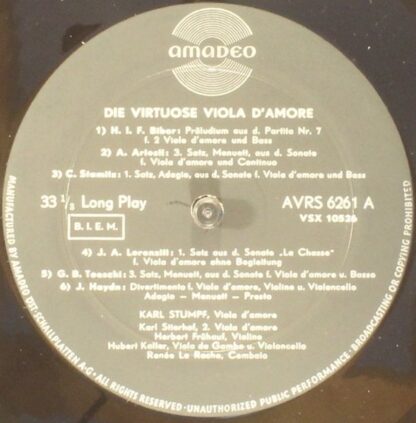 AMADEO
DIE VIRTUOSE VIOLA D'AMORE
1) H. I. F. Biber: Präludium aus d. Partita Nr. 7
f. 2 Viola d'amore und Bass
2) A. Ariosti: 3. Satz, Menuett, aus d. Sonate
f. Viola d'amore und Continuo
3) C. Stamitz: 1. Satz, Adagio, aus d. Sonate f. Viola d'amore und Bass
33 1/3 Long Play
AVRS 6261 A
VSX 10526
B. I. E. M.
4) J. A. Lorenziti: 1. Satz aus d. Sonate „La Chasse"
f. Viola d'amore ohne Begleitung
5) G. B. Toeschi: 3. Satz, Menuett, aus d. Sonate f. Viola d'amore u. Basso
6) J. Haydn: Divertimento f. Viola d'amore, Violine u. Violoncello
Adagio - Menuett - Presto
KARL STUMPF, Viola d'amore
Karl Stierhof, 2. Viola d'amore
Herbert Frühauf, Violine
Hubert Koller, Viola da Gamba u. Violoncello
Renée La Roche, Cembalo
MANUFACTURED BY AMADEO ÖST. SCHALLPLATTEN A·G · ALL RIGHTS RESERVED · UNAUTHORIZED PUBLIC PERFORMANCE · BROADCASTING OR COPYING PROHIBITED